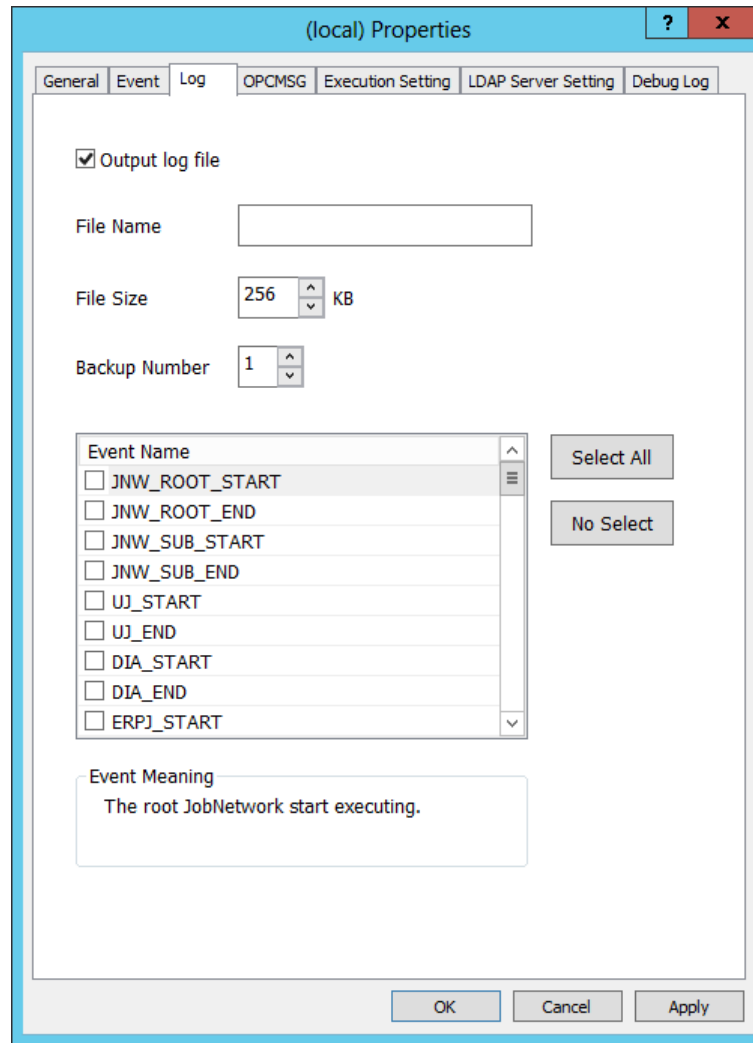 (local) Properties
? x
General Event Log OPCMSG Execution Setting LDAP Server Setting Debug Log
Output log file
File Name
File Size 256 KB
Backup Number 1
Event Name
JNW_ROOT_START
JNW_ROOT_END
JNW_SUB_START
JNW_SUB_END
UJ_START
UJ_END
DIA_START
DIA_END
ERPJ_START
Select All
No Select
Event Meaning
The root JobNetwork start executing.
OK Cancel Apply